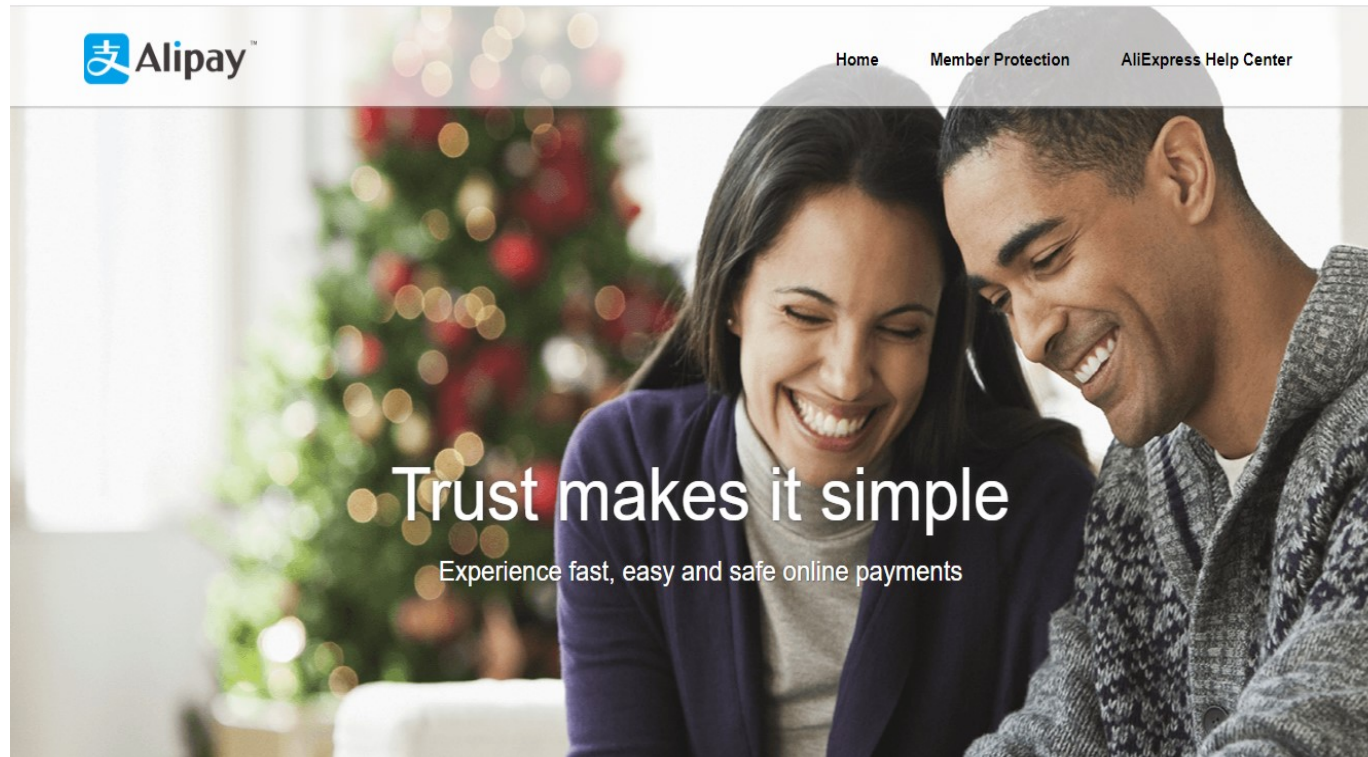 支 Alipay™
Home Member Protection AliExpress Help Center
Trust makes it simple
Experience fast, easy and safe online payments